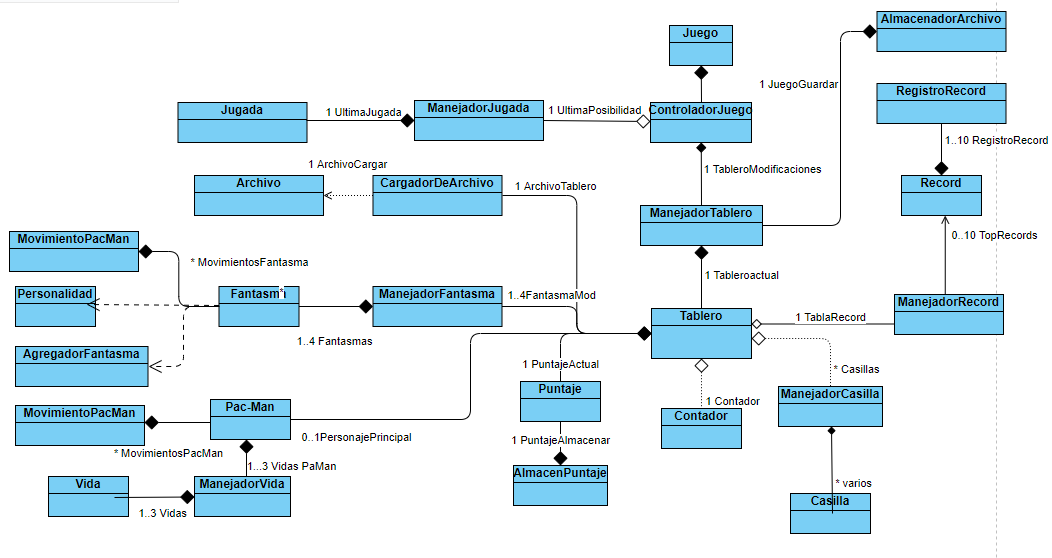 AlmacenadorArchivo
Juego
1 JuegoGuardar
RegistroRecord
Jugada
1 UltimaJugada
ManejadorJugada
1 UltimaPosibilidad
ControladorJuego
1..10 RegistroRecord
1 ArchivoCargar
1 TableroModificaciones
Archivo
CargadorDeArchivo
1 ArchivoTablero
Record
ManejadorTablero
MovimientoPacMan
0..10 TopRecords
* MovimientosFantasma
1 Tableroactual
Personalidad
Fantasma
*
ManejadorFantasma
1..4FantasmaMod
ManejadorRecord
Tablero
1 TablaRecord
1..4 Fantasmas
AgregadorFantasma
1 PuntajeActual
* Casillas
Puntaje
ManejadorCasilla
1 Contador
MovimientoPacMan
Pac-Man
Contador
0..1PersonajePrincipal
1 PuntajeAlmacenar
* MovimientosPacMan
1...3 Vidas PaMan
AlmacenPuntaje
Vida
ManejadorVida
* varios
1..3 Vidas
Casilla